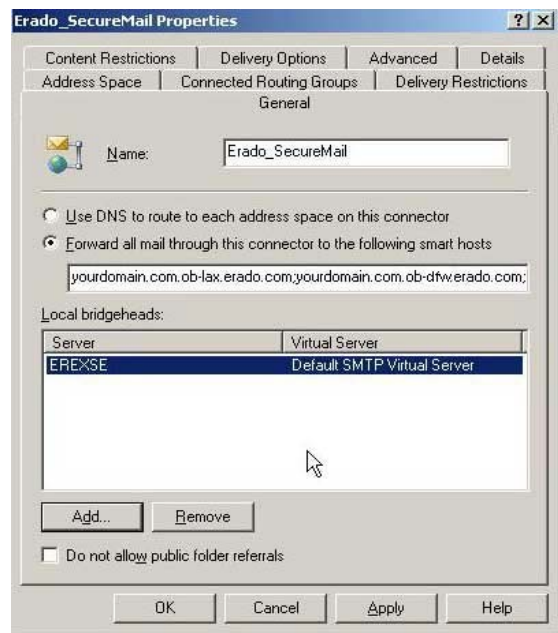 Erado_SecureMail Properties ? X
Content Restrictions Delivery Options Advanced Details
Address Space Connected Routing Groups Delivery Restrictions
General
Name: Erado_SecureMail
Use DNS to route to each address space on this connector
Forward all mail through this connector to the following smart hosts
yourdomain.com.ob-lax.erado.com;yourdomain.com.ob-dfw.erado.com;
Local bridgeheads:
Server Virtual Server
EREXSE Default SMTP Virtual Server
Add... Remove
Do not allow public folder referrals
OK Cancel Apply Help